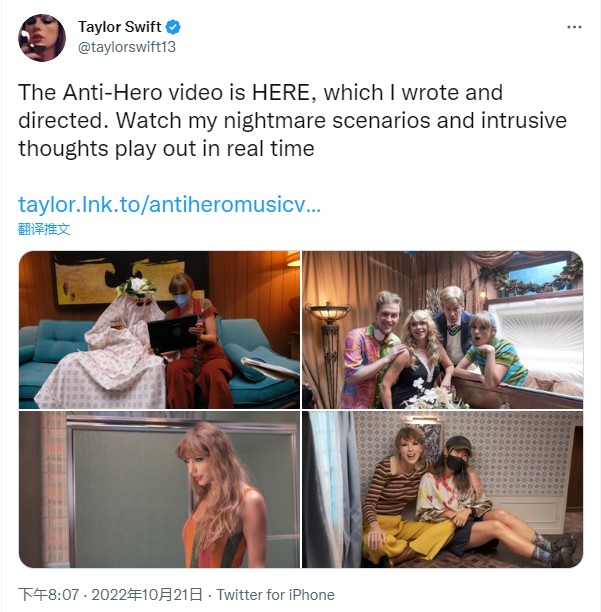 Taylor Swift
@taylorswift13
The Anti-Hero video is HERE, which I wrote and
directed. Watch my nightmare scenarios and intrusive
thoughts play out in real time
taylor.lnk.to/antiheromusicv...
翻译推文
下午8:07 · 2022年10月21日 · Twitter for iPhone